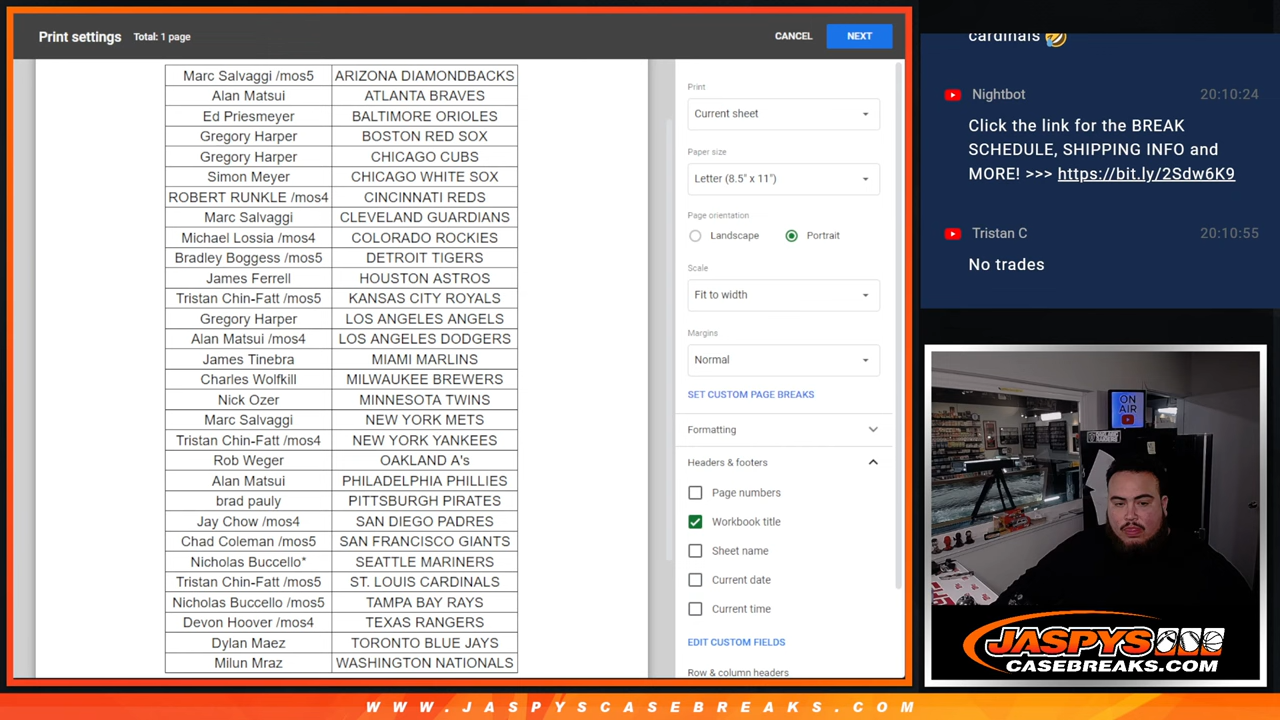 Print settings Total: 1 page CANCEL NEXT
Marc Salvaggi /mos5 ARIZONA DIAMONDBACKS
Alan Matsui ATLANTA BRAVES
Ed Priesmeyer BALTIMORE ORIOLES
Gregory Harper BOSTON RED SOX
Gregory Harper CHICAGO CUBS
Simon Meyer CHICAGO WHITE SOX
ROBERT RUNKLE /mos4 CINCINNATI REDS
Marc Salvaggi CLEVELAND GUARDIANS
Michael Lossia /mos4 COLORADO ROCKIES
Bradley Boggess /mos5 DETROIT TIGERS
James Ferrell HOUSTON ASTROS
Tristan Chin-Fatt /mos5 KANSAS CITY ROYALS
Gregory Harper LOS ANGELES ANGELS
Alan Matsui /mos4 LOS ANGELES DODGERS
James Tinebra MIAMI MARLINS
Charles Wolfkill MILWAUKEE BREWERS
Nick Ozer MINNESOTA TWINS
Marc Salvaggi NEW YORK METS
Tristan Chin-Fatt /mos4 NEW YORK YANKEES
Rob Weger OAKLAND A's
Alan Matsui PHILADELPHIA PHILLIES
brad pauly PITTSBURGH PIRATES
Jay Chow /mos4 SAN DIEGO PADRES
Chad Coleman /mos5 SAN FRANCISCO GIANTS
Nicholas Buccello* SEATTLE MARINERS
Tristan Chin-Fatt /mos5 ST. LOUIS CARDINALS
Nicholas Buccello /mos5 TAMPA BAY RAYS
Devon Hoover /mos4 TEXAS RANGERS
Dylan Maez TORONTO BLUE JAYS
Milun Mraz WASHINGTON NATIONALS
Print
Current sheet
Paper size
Letter (8.5" x 11")
Page orientation
Landscape Portrait
Scale
Fit to width
Margins
Normal
SET CUSTOM PAGE BREAKS
Formatting
Headers & footers
Page numbers
Workbook title
Sheet name
Current date
Current time
EDIT CUSTOM FIELDS
Row & column headers
cardinals 🤣
Nightbot 20:10:24
Click the link for the BREAK
SCHEDULE, SHIPPING INFO and
MORE! >>> https://bit.ly/2Sdw6K9
Tristan C 20:10:55
No trades
ON
AIR
JASPYS
CASEBREAKS.COM
WWW.JASPYSCASEBREAKS.COM